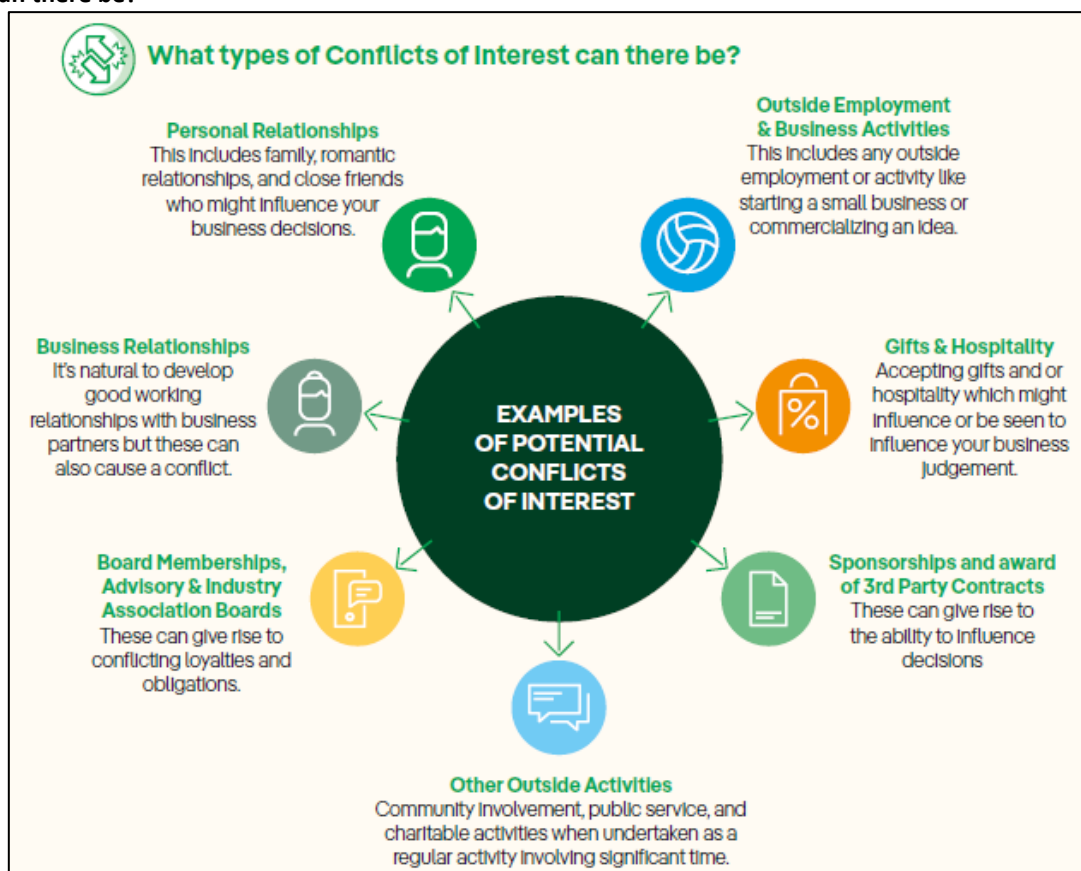 What types of Conflicts of Interest can there be?
Personal Relationships
This includes family, romantic
relationships, and close friends
who might influence your
business decisions.
Outside Employment
& Business Activities
This includes any outside
employment or activity like
starting a small business or
commercializing an idea.
Business Relationships
It's natural to develop
good working
relationships with business
partners but these can
also cause a conflict.
EXAMPLES
OF POTENTIAL
CONFLICTS
OF INTEREST
Gifts & Hospitality
Accepting gifts and or
hospitality which might
influence or be seen to
influence your business
judgement.
Board Memberships,
Advisory & Industry
Association Boards
These can give rise to
conflicting loyalties and
obligations.
Sponsorships and award
of 3rd Party Contracts
These can give rise to
the ability to influence
decisions
Other Outside Activities
Community involvement, public service, and
charitable activities when undertaken as a
regular activity involving significant time.